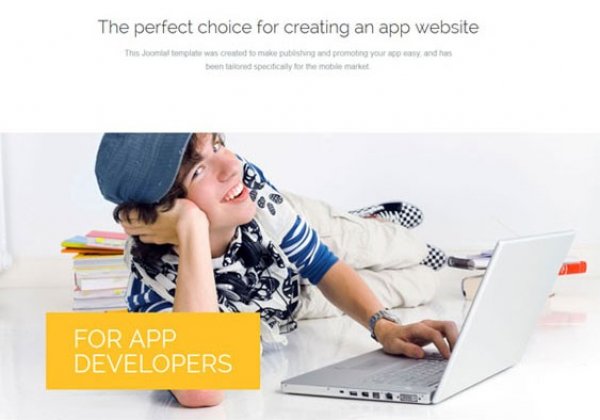 The perfect choice for creating an app website
This Joomla! template was created to make publishing and promoting your app easy, and has
been tailored specifically for the mobile market.
FOR APP
DEVELOPERS